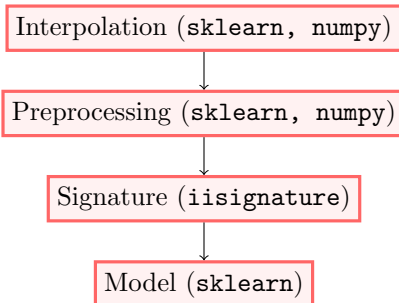 Interpolation (sklearn, numpy)
Preprocessing (sklearn, numpy)
Signature (iisignature)
Model (sklearn)